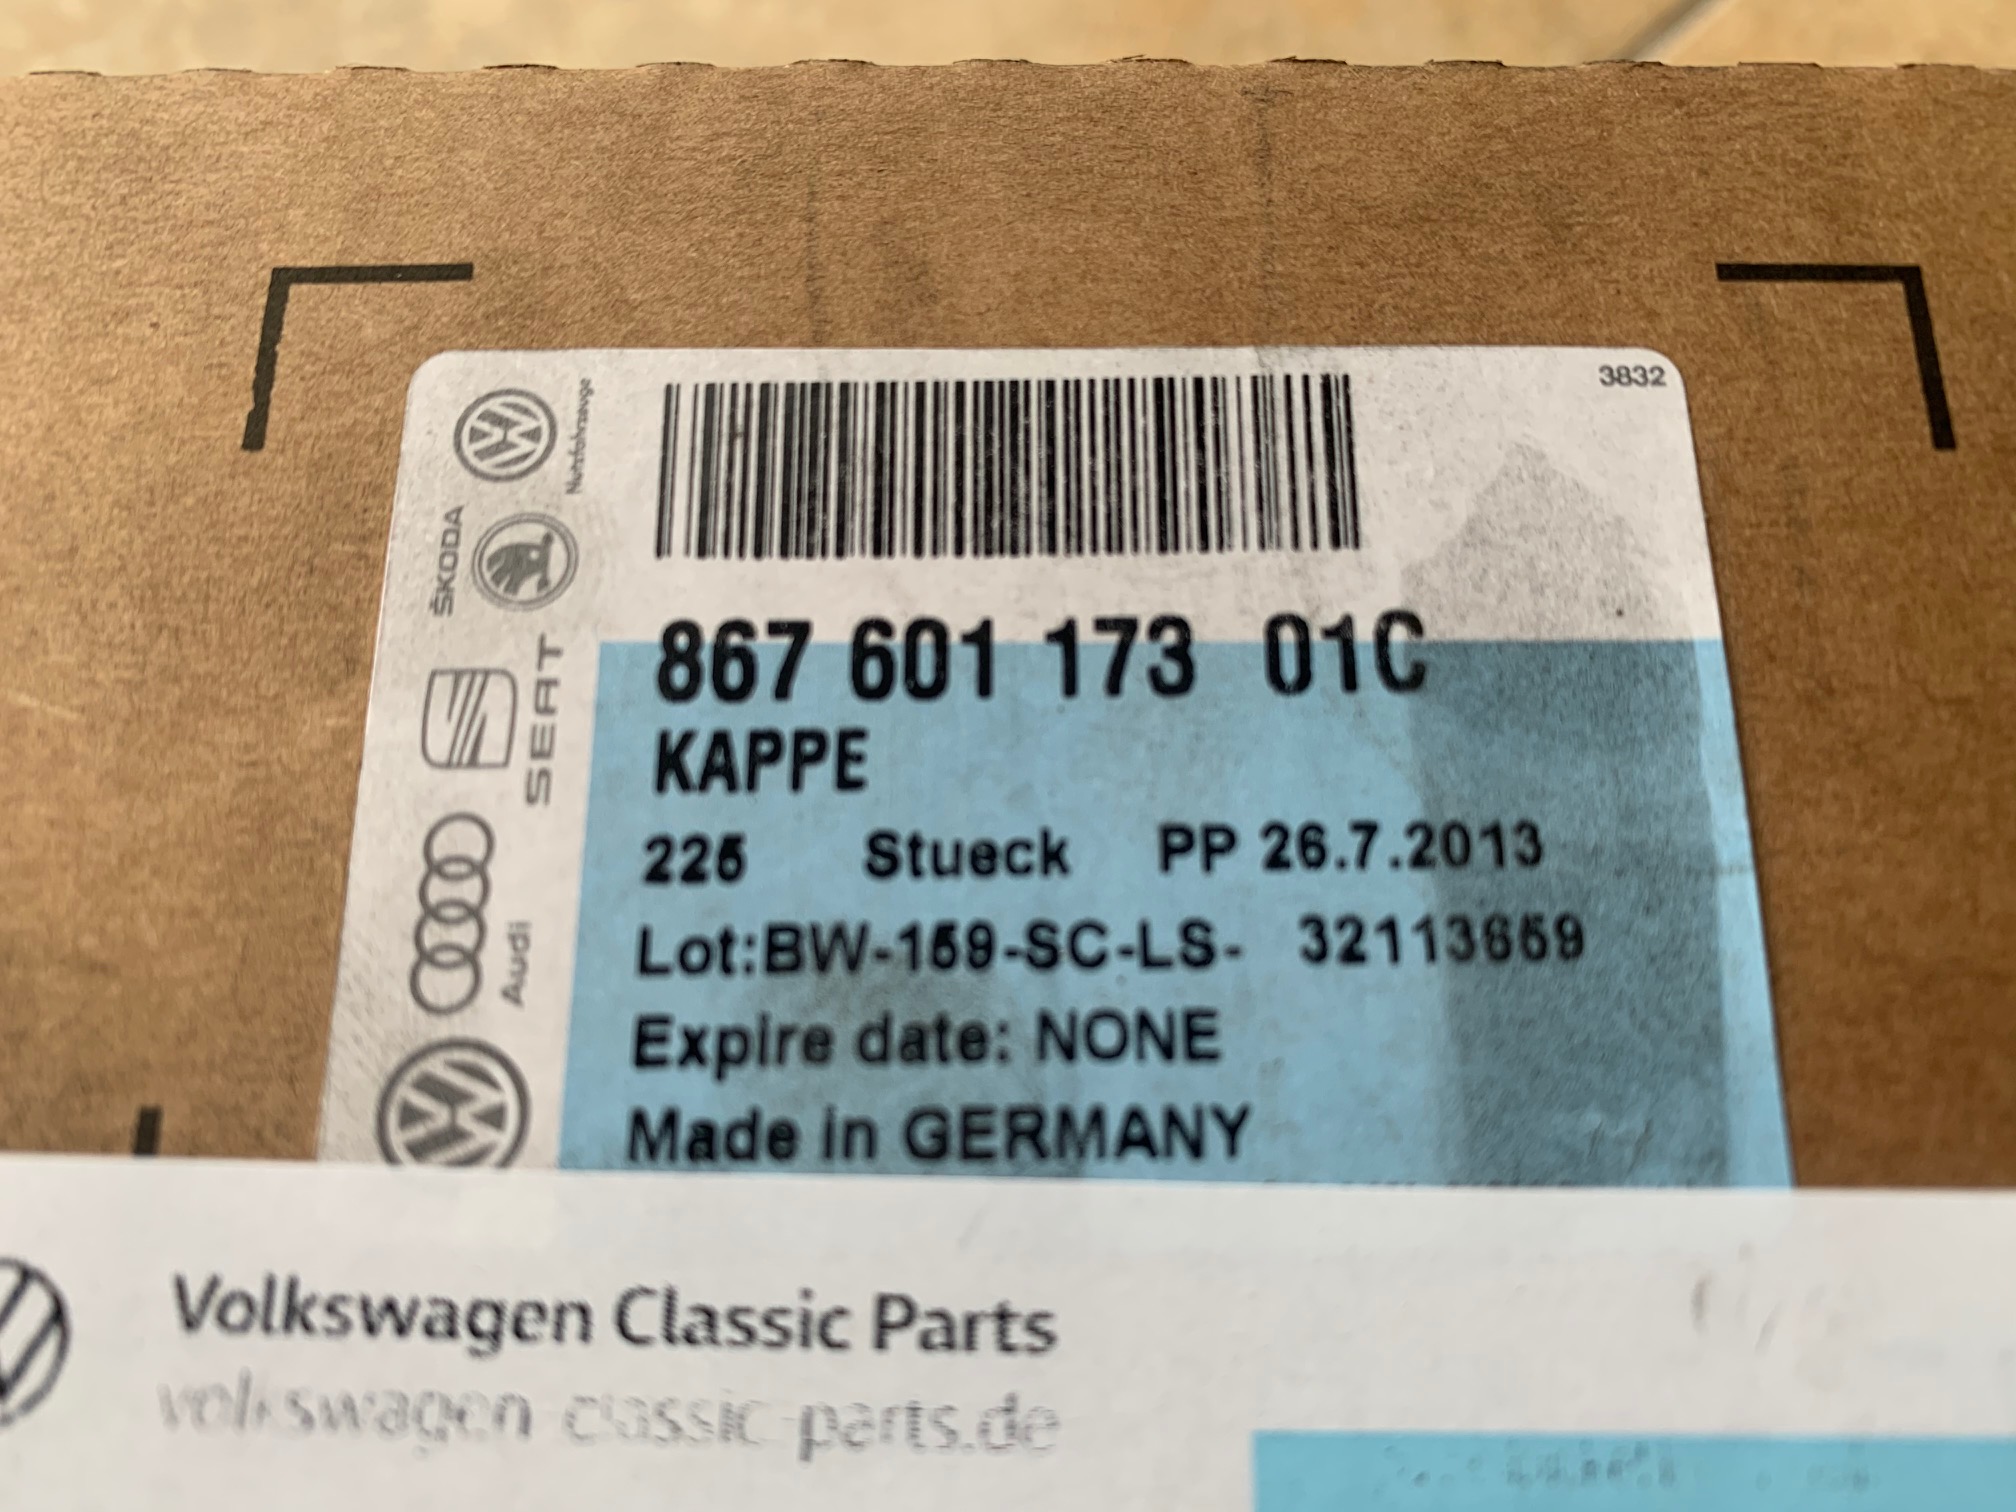 3832
Nutzfahrzeuge
ŠKODA
SEAT
Audi
867 601 173 01C
KAPPE
225 Stueck PP 26.7.2013
Lot:BW-159-SC-LS- 32113659
Expire date: NONE
Made in GERMANY
Volkswagen Classic Parts
volkswagen-classic-parts.de